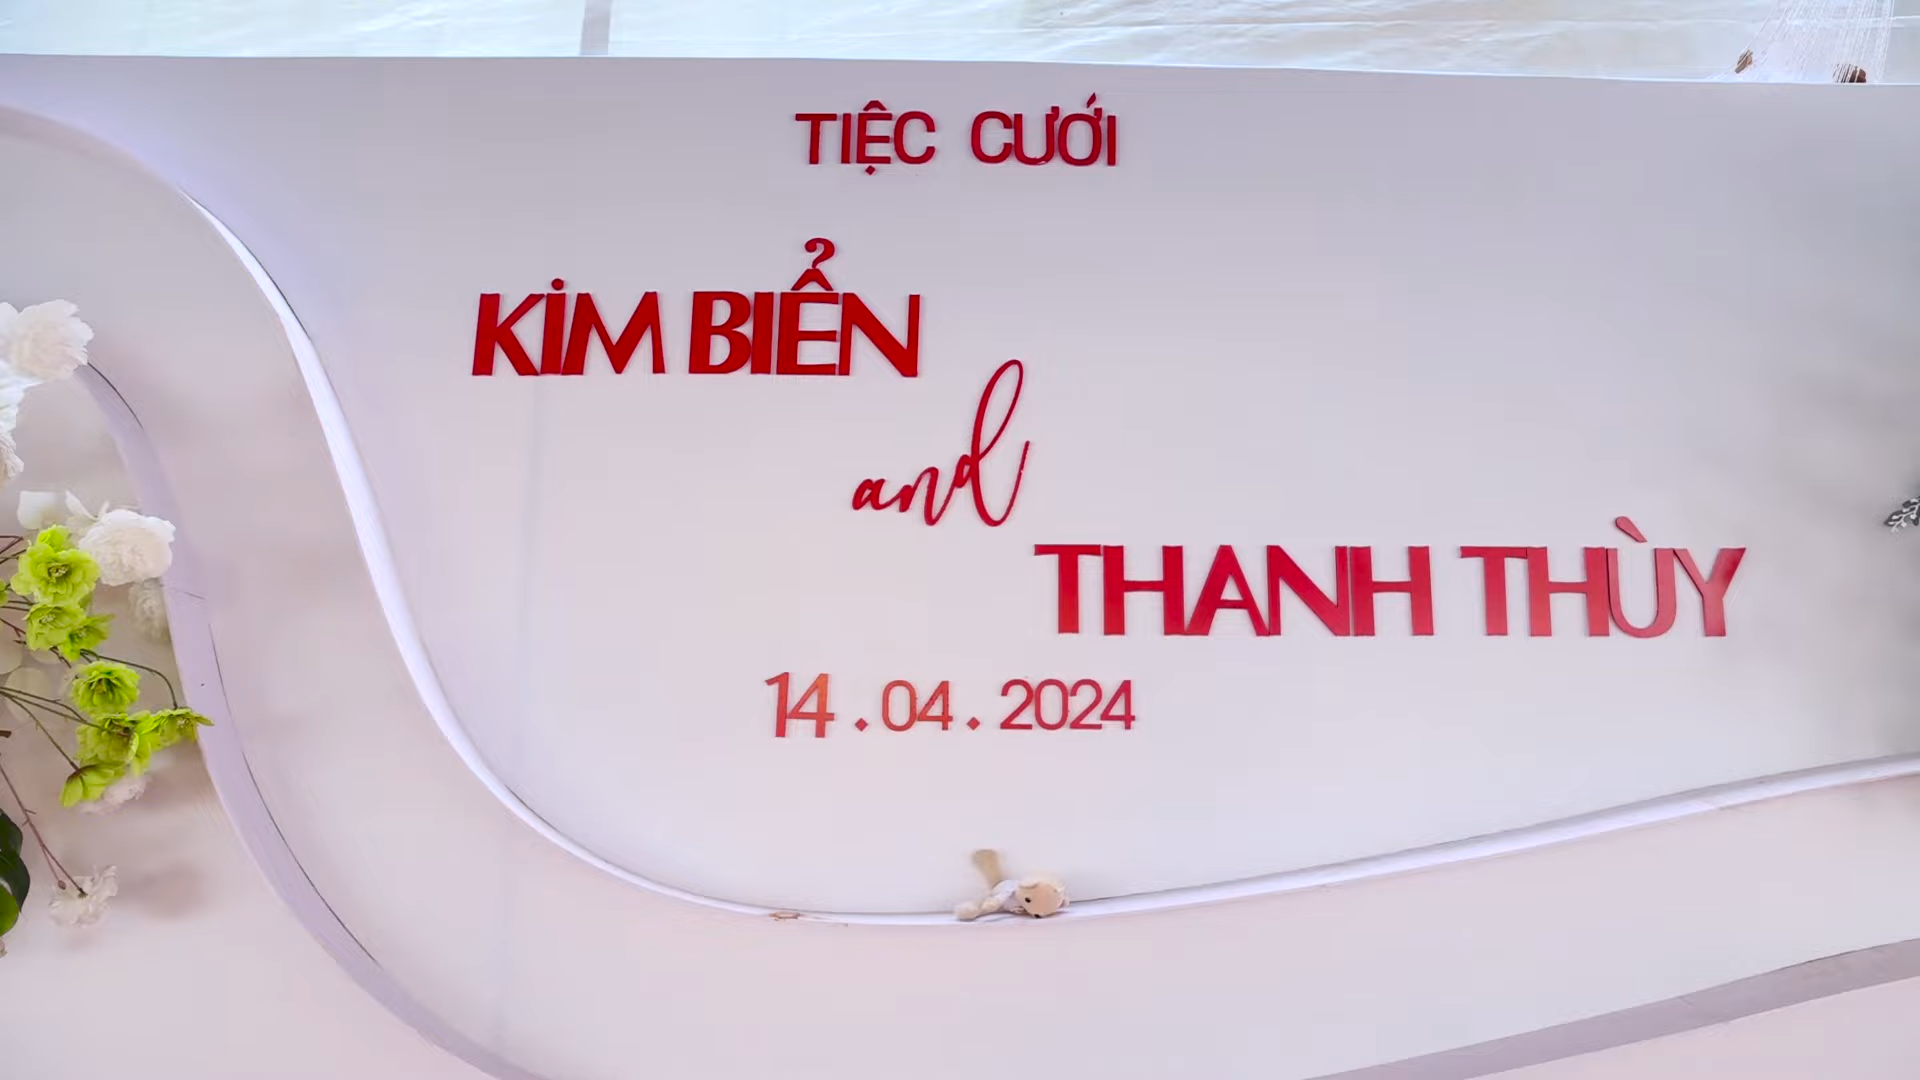 TIỆC CƯỚI
KIM BIỂN
and
THANH THÙY
14.04.2024